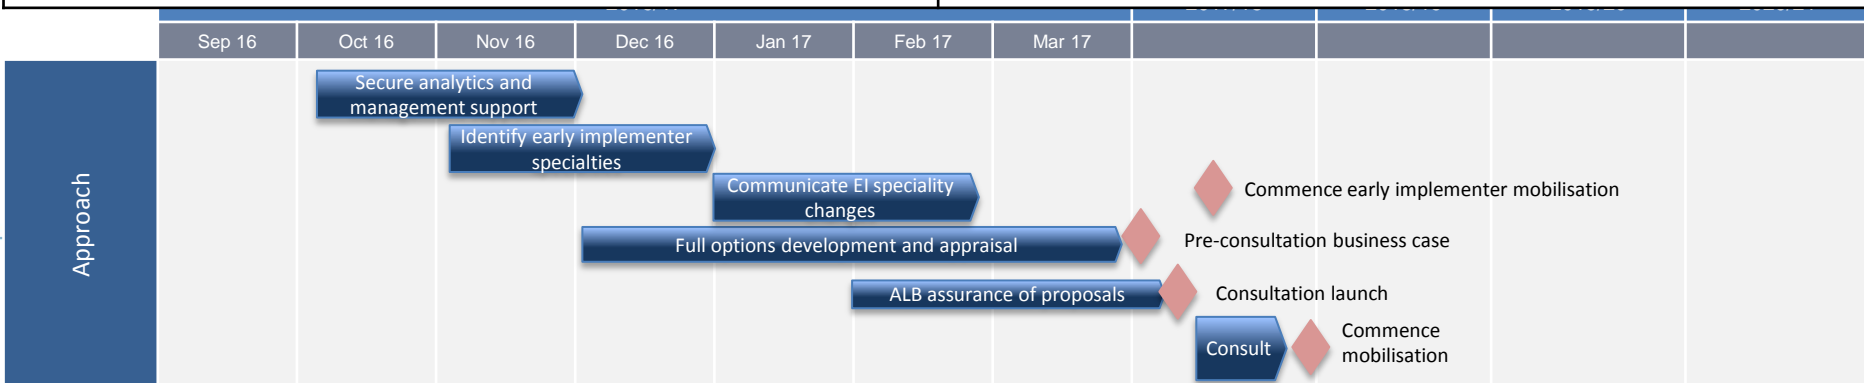 Sep 16 Oct 16 Nov 16 Dec 16 Jan 17 Feb 17 Mar 17
Approach
Secure analytics and
management support
Identify early implementer
specialties
Communicate EI speciality
changes
Commence early implementer mobilisation
Full options development and appraisal
Pre-consultation business case
ALB assurance of proposals
Consultation launch
Consult
Commence
mobilisation